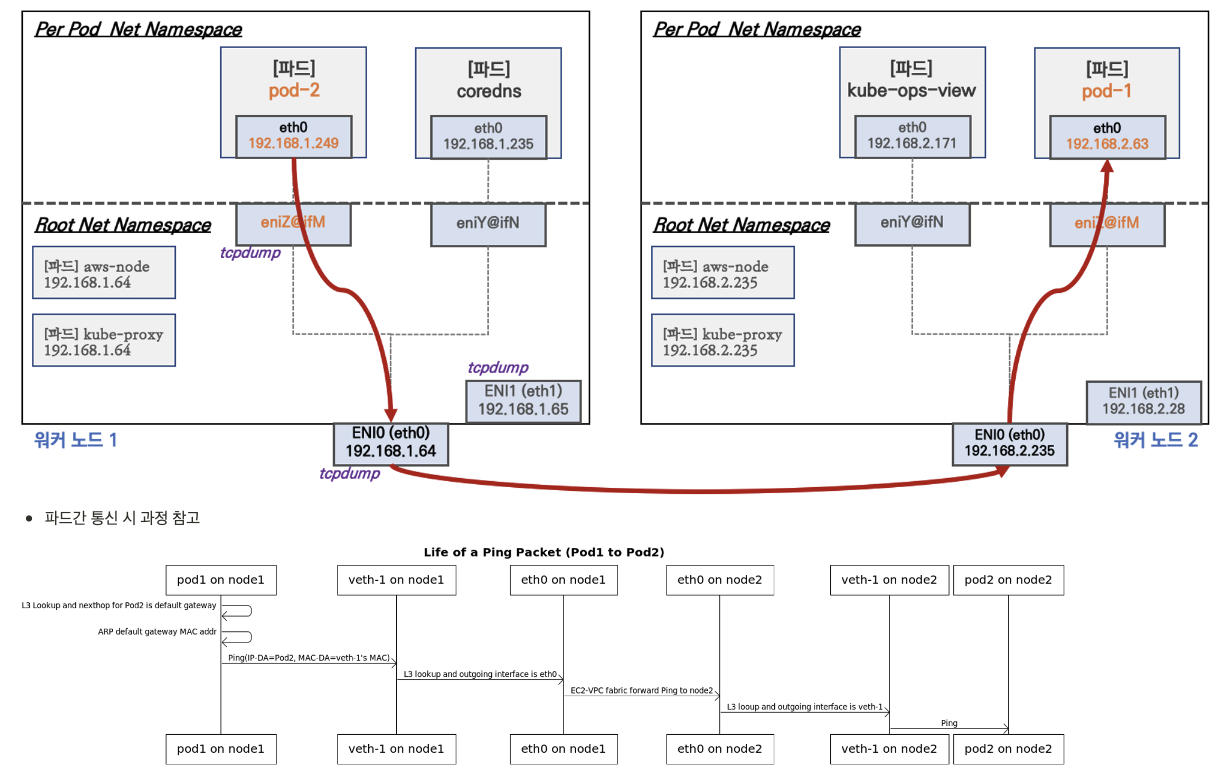 Per Pod Net Namespace
[파드]
pod-2
eth0
192.168.1.249
[파드]
coredns
eth0
192.168.1.235
Root Net Namespace
eniZ@ifM
eniY@ifN
tcpdump
[파드] aws-node
192.168.1.64
[파드] kube-proxy
192.168.1.64
tcpdump
ENI1 (eth1)
192.168.1.65
워커 노드 1
ENI0 (eth0)
192.168.1.64
tcpdump
Per Pod Net Namespace
[파드]
kube-ops-view
eth0
192.168.2.171
[파드]
pod-1
eth0
192.168.2.63
Root Net Namespace
eniY@ifN
eniZ@ifM
[파드] aws-node
192.168.2.235
[파드] kube-proxy
192.168.2.235
ENI1 (eth1)
192.168.2.28
ENI0 (eth0)
192.168.2.235
워커 노드 2
• 파드간 통신 시 과정 참고
Life of a Ping Packet (Pod1 to Pod2)
pod1 on node1
veth-1 on node1
eth0 on node1
eth0 on node2
veth-1 on node2
pod2 on node2
L3 Lookup and nexthop for Pod2 is default gateway
ARP default gateway MAC addr
Ping(IP-DA=Pod2, MAC-DA=veth-1's MAC)
L3 lookup and outgoing interface is eth0
EC2-VPC fabric forward Ping to node2
L3 looup and outgoing interface is veth-1
Ping
pod1 on node1
veth-1 on node1
eth0 on node1
eth0 on node2
veth-1 on node2
pod2 on node2